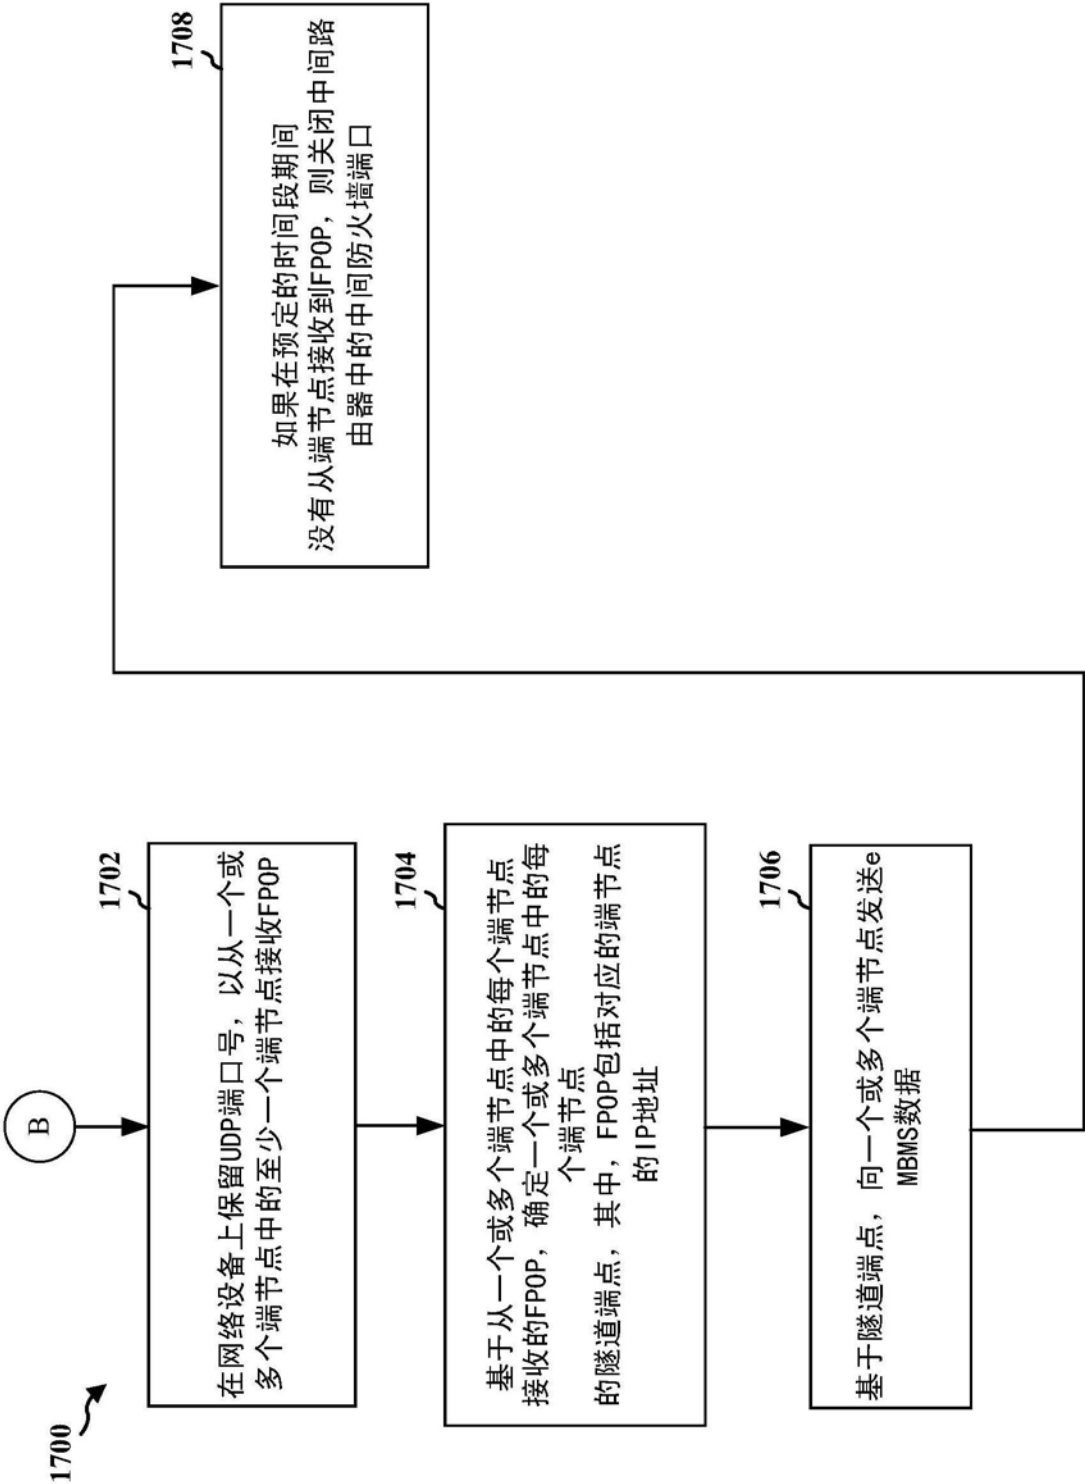 1700
B
1702
在网络设备上保留UDP端口号，以从一个或
多个端节点中的至少一个端节点接收FPOP
1704
基于从一个或多个端节点中的每个端节点
接收的FPOP，确定一个或多个端节点中的每
个端节点
的隧道端点，其中，FPOP包括对应的端节点
的IP地址
1706
基于隧道端点，向一个或多个端节点发送e
MBMS数据
1708
如果在预定的时间段期间
没有从端节点接收到FPOP，则关闭中间路
由器中的中间防火墙端口